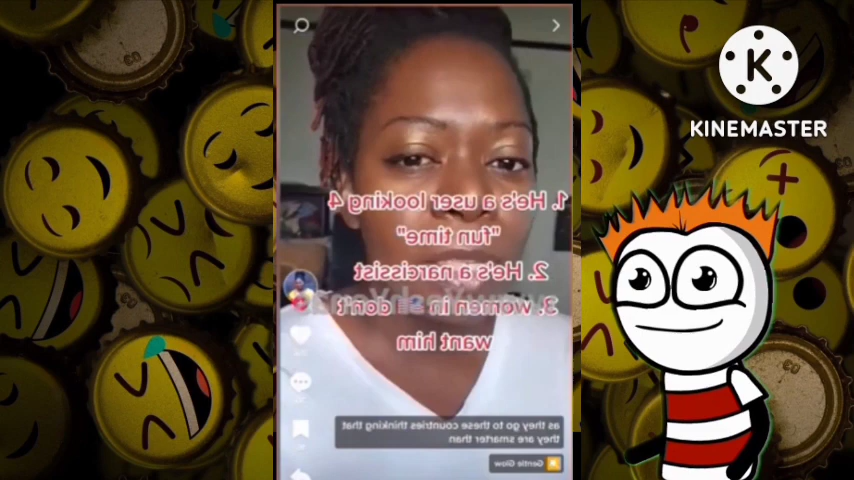 1. He's a user looking 4
"fun time"
2. He's a narcissist
3. women in
don't
want him
as they go to these countries thinking that
they are smarter than
Gentle Glow
K
KINEMASTER